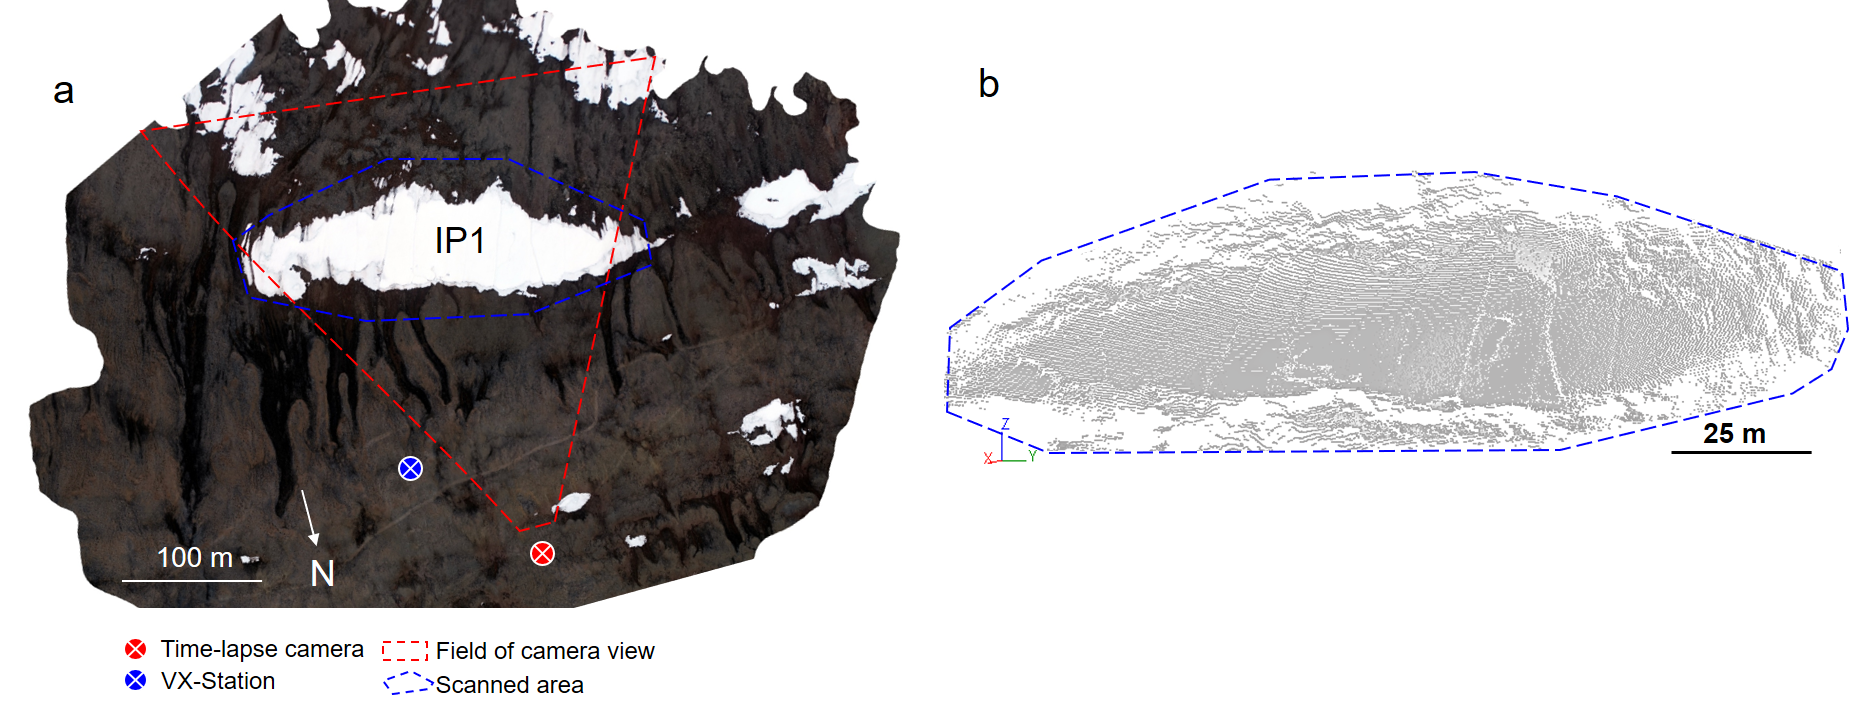 a
IP1
100 m
N
Time-lapse camera
Field of camera view
VX-Station
Scanned area
b
Z
X
Y
25 m